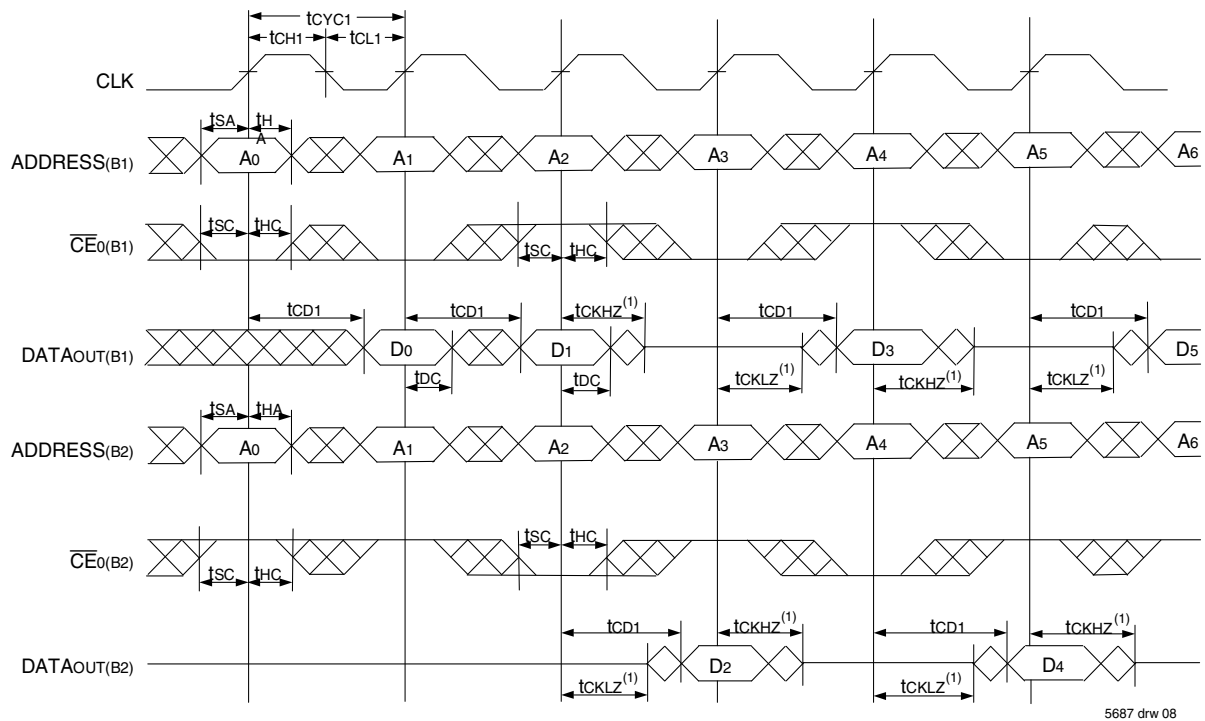 tCYC1
tCH1 tCL1
CLK
tSA tH
A
ADDRESS(B1) A0 A1 A2 A3 A4 A5 A6
tSC tHC
CE0(B1) tSC tHC
tCD1 tCD1 tCKHZ(1) tCD1 tCD1
DATAOUT(B1) D0 D1 D3 D5
tDC tDC tCKLZ(1) tCKHZ(1) tCKLZ(1)
tSA tHA
ADDRESS(B2) A0 A1 A2 A3 A4 A5 A6
tSC tHC
CE0(B2)
tSC tHC
tCD1 tCKHZ(1) tCD1 tCKHZ(1)
DATAOUT(B2) D2 D4
tCKLZ(1) tCKLZ(1)
5687 drw 08